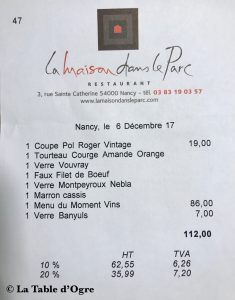 47
La maison dans le Parc
RESTAURANT
3, rue Sainte Catherine 54000 Nancy - Tel. 03 83 19 03 57
www.lamaisondansleparc.com
Nancy, le 6 Décembre 17
1 Coupe Pol Roger Vintage 19,00
1 Tourteau Courge Amande Orange
1 Verre Vouvray
1 Faux Filet de Boeuf
1 Verre Montpeyroux Nebla
1 Marron cassis
1 Menu du Moment Vins 86,00
1 Verre Banyuls 7,00
112,00
HT TVA
10 % 62,55 6,26
20 % 35,99 7,20
© La Table d'Ogre